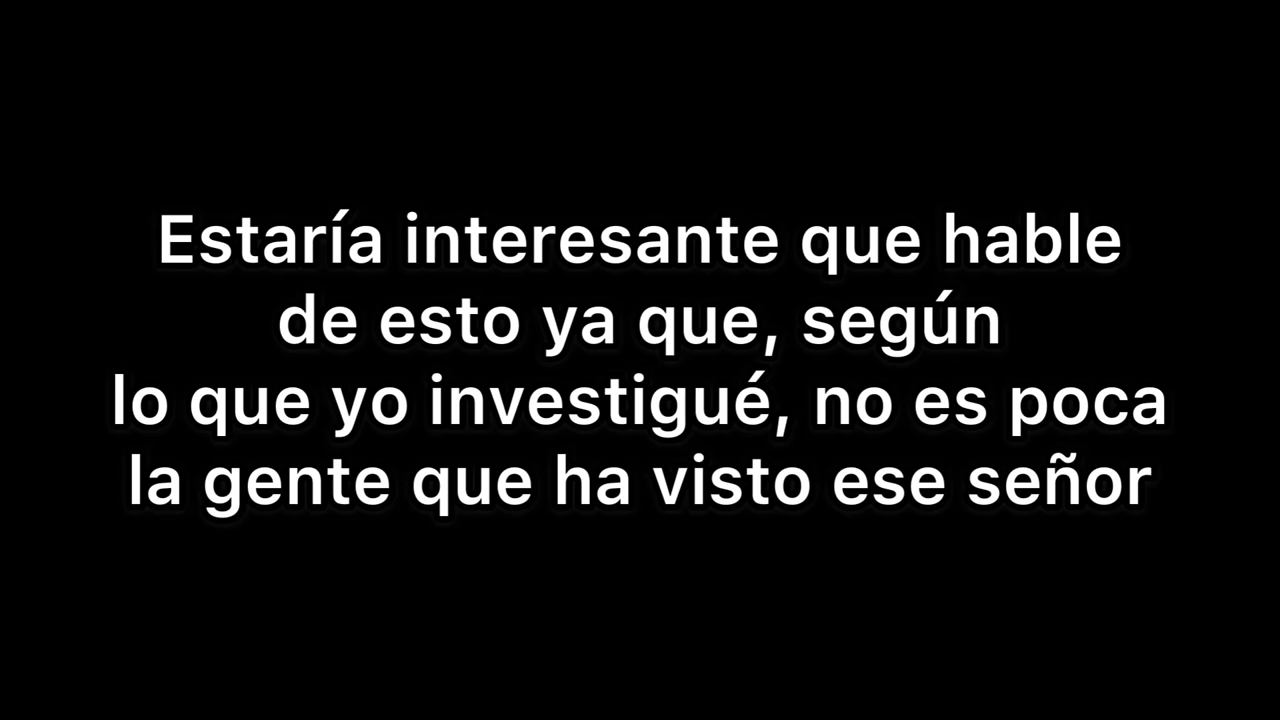 Estaría interesante que hable
de esto ya que, según
lo que yo investigué, no es poca
la gente que ha visto ese señor